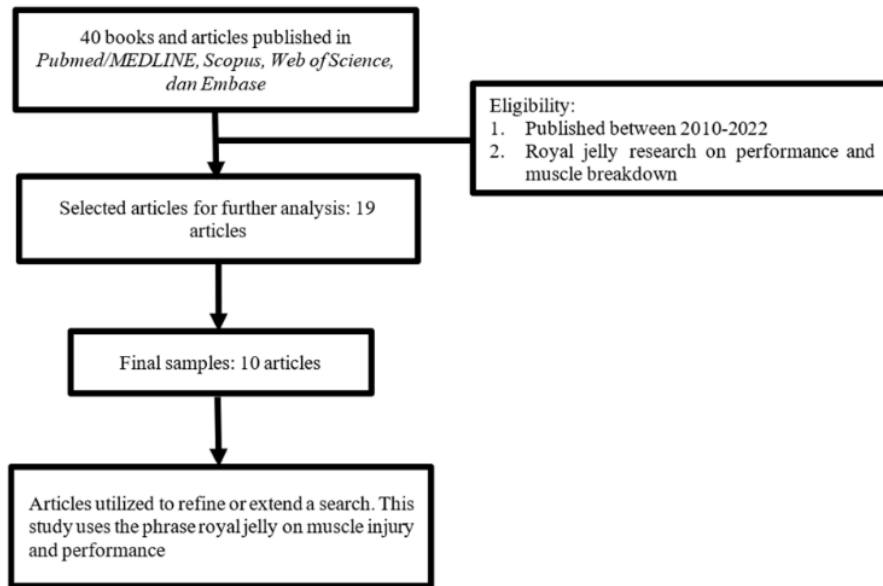 40 books and articles published in
Pubmed/MEDLINE, Scopus, Web of Science,
dan Embase
Eligibility:
1. Published between 2010-2022
2. Royal jelly research on performance and
muscle breakdown
Selected articles for further analysis: 19
articles
Final samples: 10 articles
Articles utilized to refine or extend a search. This
study uses the phrase royal jelly on muscle injury
and performance